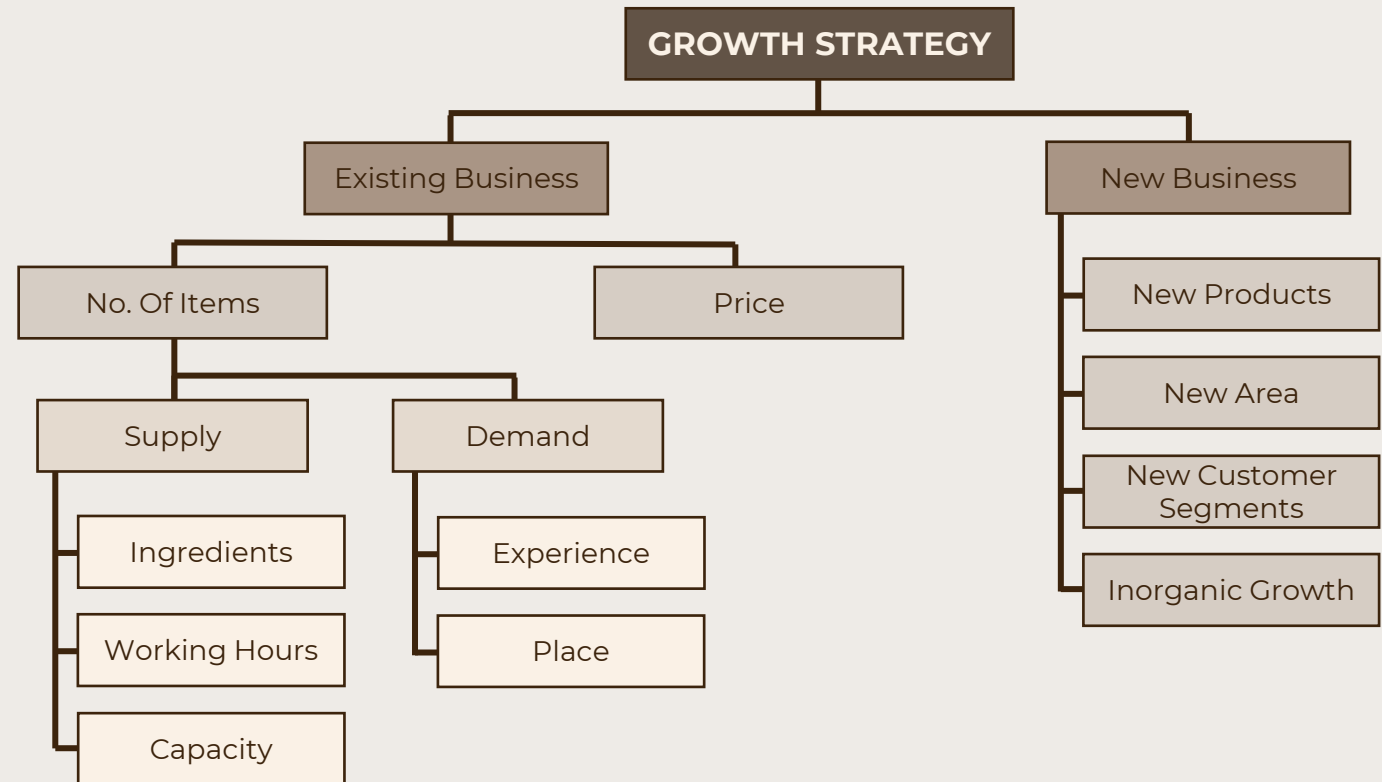 GROWTH STRATEGY
Existing Business
New Business
No. Of Items
Price
New Products
New Area
Supply
Demand
New Customer
Segments
Ingredients
Experience
Inorganic Growth
Working Hours
Place
Capacity